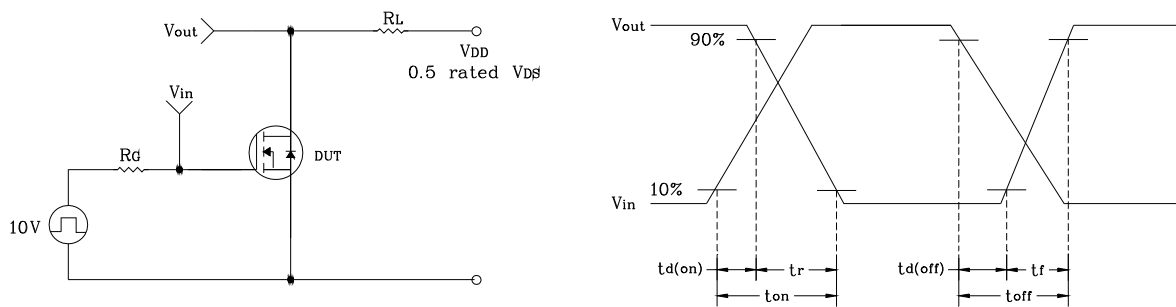 Vout
RL
VDD
0.5 rated VDS
Vin
RG
DUT
10V
Vout
90%
10%
Vin
td(on)
tr
td(off)
tf
ton
toff